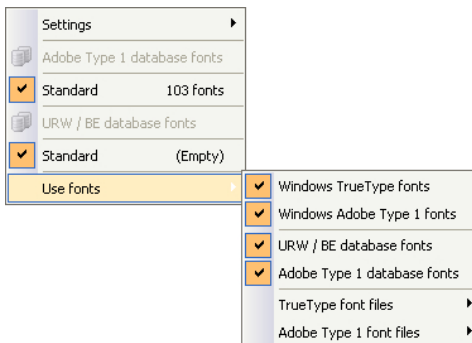 Settings
Adobe Type 1 database fonts
Standard 103 fonts
URW / BE database fonts
Standard (Empty)
Use fonts
Windows TrueType fonts
Windows Adobe Type 1 fonts
URW / BE database fonts
Adobe Type 1 database fonts
TrueType font files
Adobe Type 1 font files